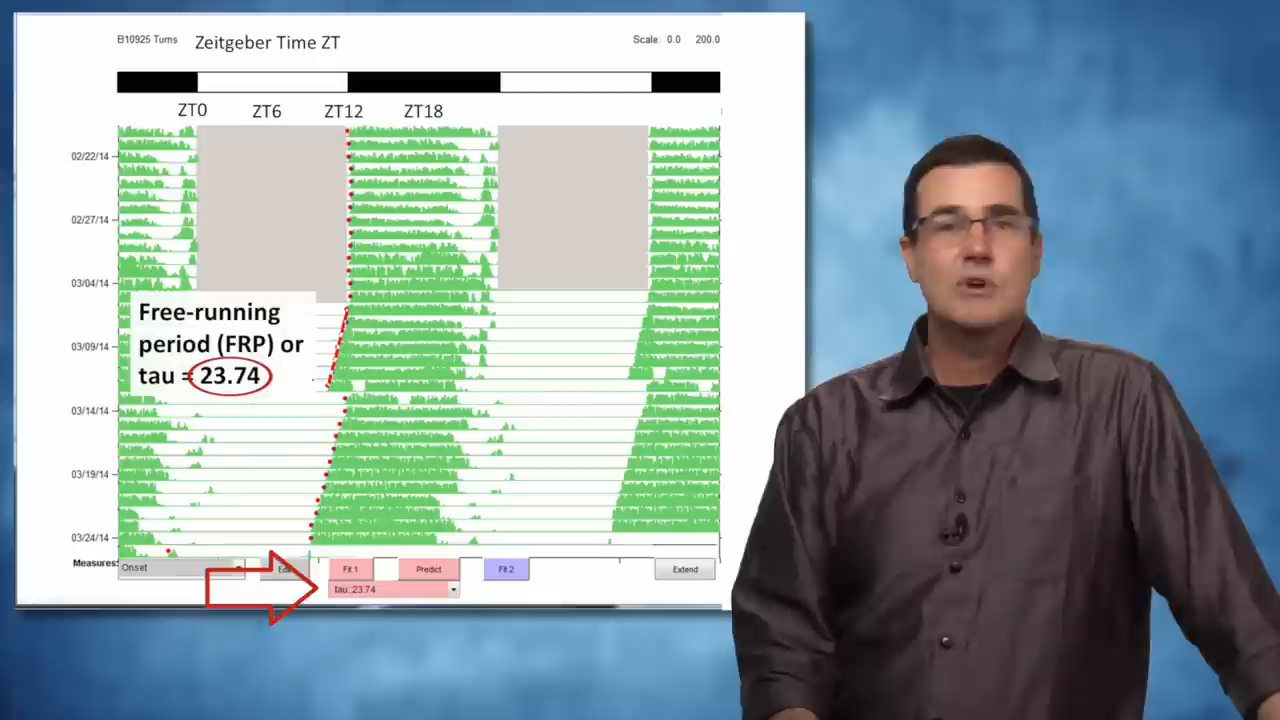 B10925 Turns
Zeitgeber Time ZT
Scale: 0.0 200.0
ZT0 ZT6 ZT12 ZT18
02/22/14
02/27/14
03/04/14
Free-running
period (FRP) or
tau = 23.74
03/09/14
03/14/14
03/19/14
03/24/14
Measures:
Onset
Fit 1
Predict
Fit 2
Extend
tau: 23.74